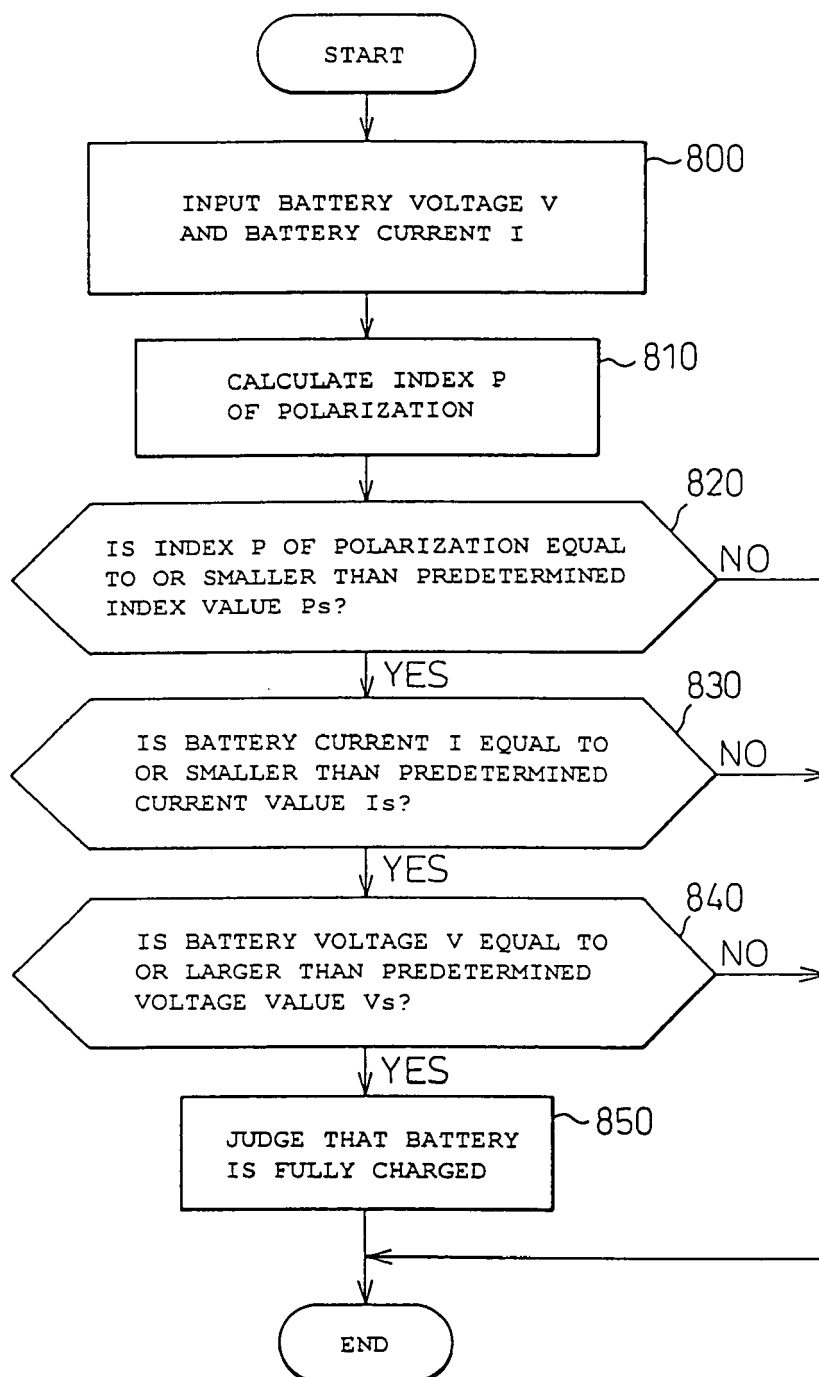 START
800
INPUT BATTERY VOLTAGE V
AND BATTERY CURRENT I
810
CALCULATE INDEX P
OF POLARIZATION
820
IS INDEX P OF POLARIZATION EQUAL
TO OR SMALLER THAN PREDETERMINED
INDEX VALUE Ps?
NO
YES
830
IS BATTERY CURRENT I EQUAL TO
OR SMALLER THAN PREDETERMINED
CURRENT VALUE Is?
NO
YES
840
IS BATTERY VOLTAGE V EQUAL TO
OR LARGER THAN PREDETERMINED
VOLTAGE VALUE Vs?
NO
YES
850
JUDGE THAT BATTERY
IS FULLY CHARGED
END